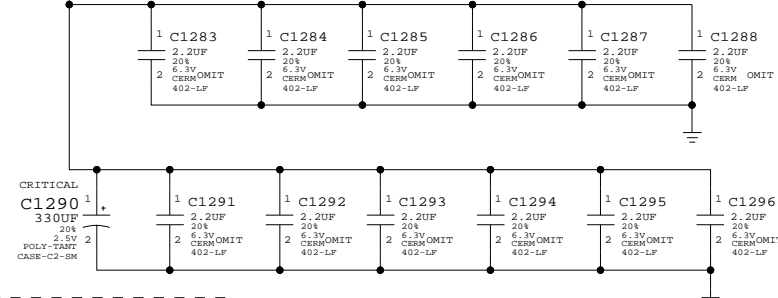 1 C1283
2.2UF
20%
6.3V
2 CERM OMIT
402-LF
1 C1284
2.2UF
20%
6.3V
2 CERM OMIT
402-LF
1 C1285
2.2UF
20%
6.3V
2 CERM OMIT
402-LF
1 C1286
2.2UF
20%
6.3V
2 CERM OMIT
402-LF
1 C1287
2.2UF
20%
6.3V
2 CERM OMIT
402-LF
1 C1288
2.2UF
20%
6.3V
2 CERM OMIT
402-LF
CRITICAL
C1290 1 +
330UF
20%
2.5V 2
POLY-TANT
CASE-C2-SM
1 C1291
2.2UF
20%
6.3V
2 CERM OMIT
402-LF
1 C1292
2.2UF
20%
6.3V
2 CERM OMIT
402-LF
1 C1293
2.2UF
20%
6.3V
2 CERM OMIT
402-LF
1 C1294
2.2UF
20%
6.3V
2 CERM OMIT
402-LF
1 C1295
2.2UF
20%
6.3V
2 CERM OMIT
402-LF
1 C1296
2.2UF
20%
6.3V
2 CERM OMIT
402-LF